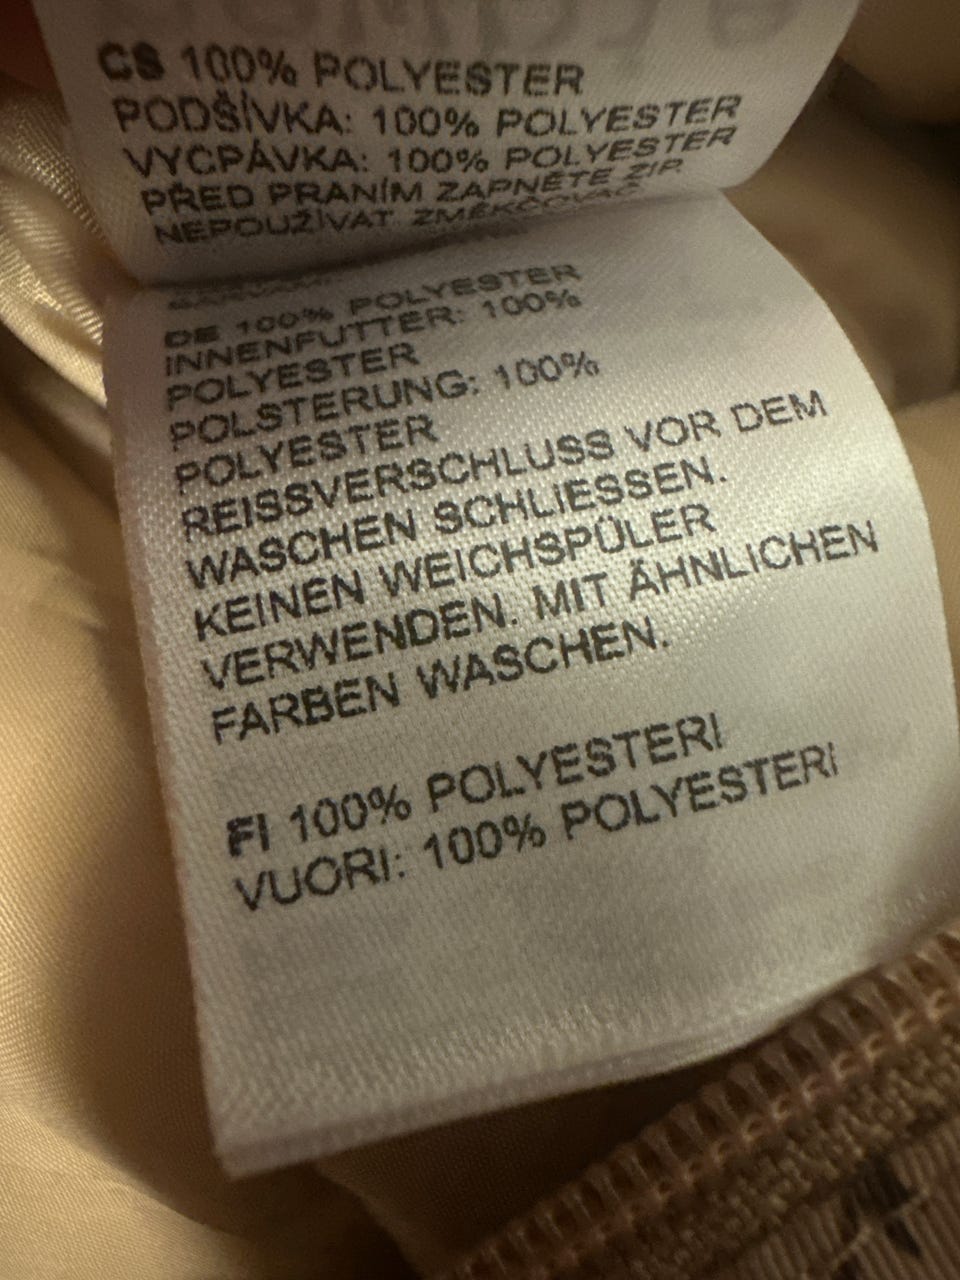 CS 100% POLYESTER
PODŠÍVKA: 100% POLYESTER
VYCPÁVKA: 100% POLYESTER
PŘED PRANÍM ZAPNĚTE ZIP.
NEPOUŽÍVAT ZMĚKČOVAČ
DE 100% POLYESTER
INNENFUTTER: 100%
POLYESTER
POLSTERUNG: 100%
POLYESTER
REISSVERSCHLUSS VOR DEM
WASCHEN SCHLIESSEN.
KEINEN WEICHSPÜLER
VERWENDEN. MIT ÄHNLICHEN
FARBEN WASCHEN.
FI 100% POLYESTERI
VUORI: 100% POLYESTERI